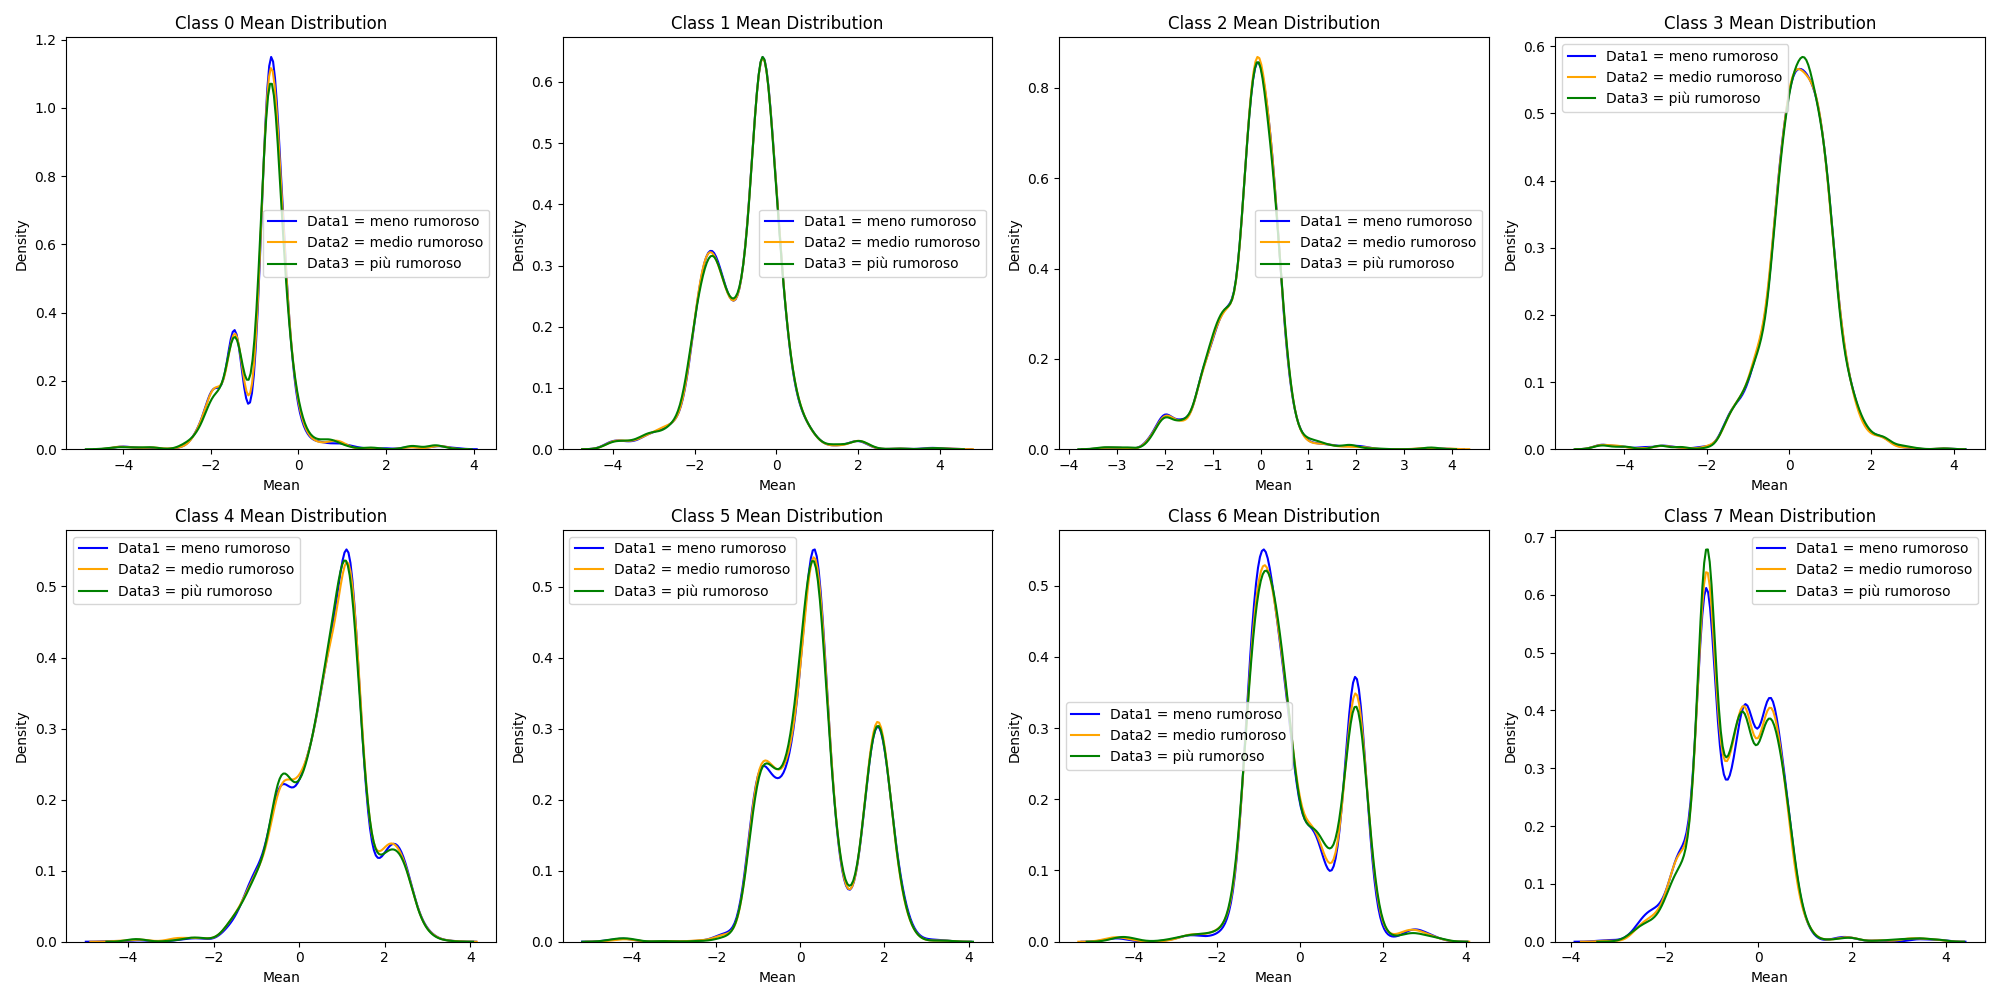 Class 0 Mean Distribution
1.2
1.0
0.8
0.6
0.4
0.2
0.0
Density
Data1 = meno rumoroso
Data2 = medio rumoroso
Data3 = più rumoroso
−4 −2 0 2 4
Mean
Class 1 Mean Distribution
0.6
0.5
0.4
0.3
0.2
0.1
0.0
Density
Data1 = meno rumoroso
Data2 = medio rumoroso
Data3 = più rumoroso
−4 −2 0 2 4
Mean
Class 2 Mean Distribution
0.8
0.6
0.4
0.2
0.0
Density
Data1 = meno rumoroso
Data2 = medio rumoroso
Data3 = più rumoroso
−4 −3 −2 −1 0 1 2 3 4
Mean
Class 3 Mean Distribution
0.6
0.5
0.4
0.3
0.2
0.1
0.0
Density
Data1 = meno rumoroso
Data2 = medio rumoroso
Data3 = più rumoroso
−4 −2 0 2 4
Mean
Class 4 Mean Distribution
0.5
0.4
0.3
0.2
0.1
0.0
Density
Data1 = meno rumoroso
Data2 = medio rumoroso
Data3 = più rumoroso
−4 −2 0 2 4
Mean
Class 5 Mean Distribution
0.5
0.4
0.3
0.2
0.1
0.0
Density
Data1 = meno rumoroso
Data2 = medio rumoroso
Data3 = più rumoroso
−4 −2 0 2 4
Mean
Class 6 Mean Distribution
0.5
0.4
0.3
0.2
0.1
0.0
Density
Data1 = meno rumoroso
Data2 = medio rumoroso
Data3 = più rumoroso
−4 −2 0 2 4
Mean
Class 7 Mean Distribution
0.7
0.6
0.5
0.4
0.3
0.2
0.1
0.0
Density
Data1 = meno rumoroso
Data2 = medio rumoroso
Data3 = più rumoroso
−4 −2 0 2 4
Mean